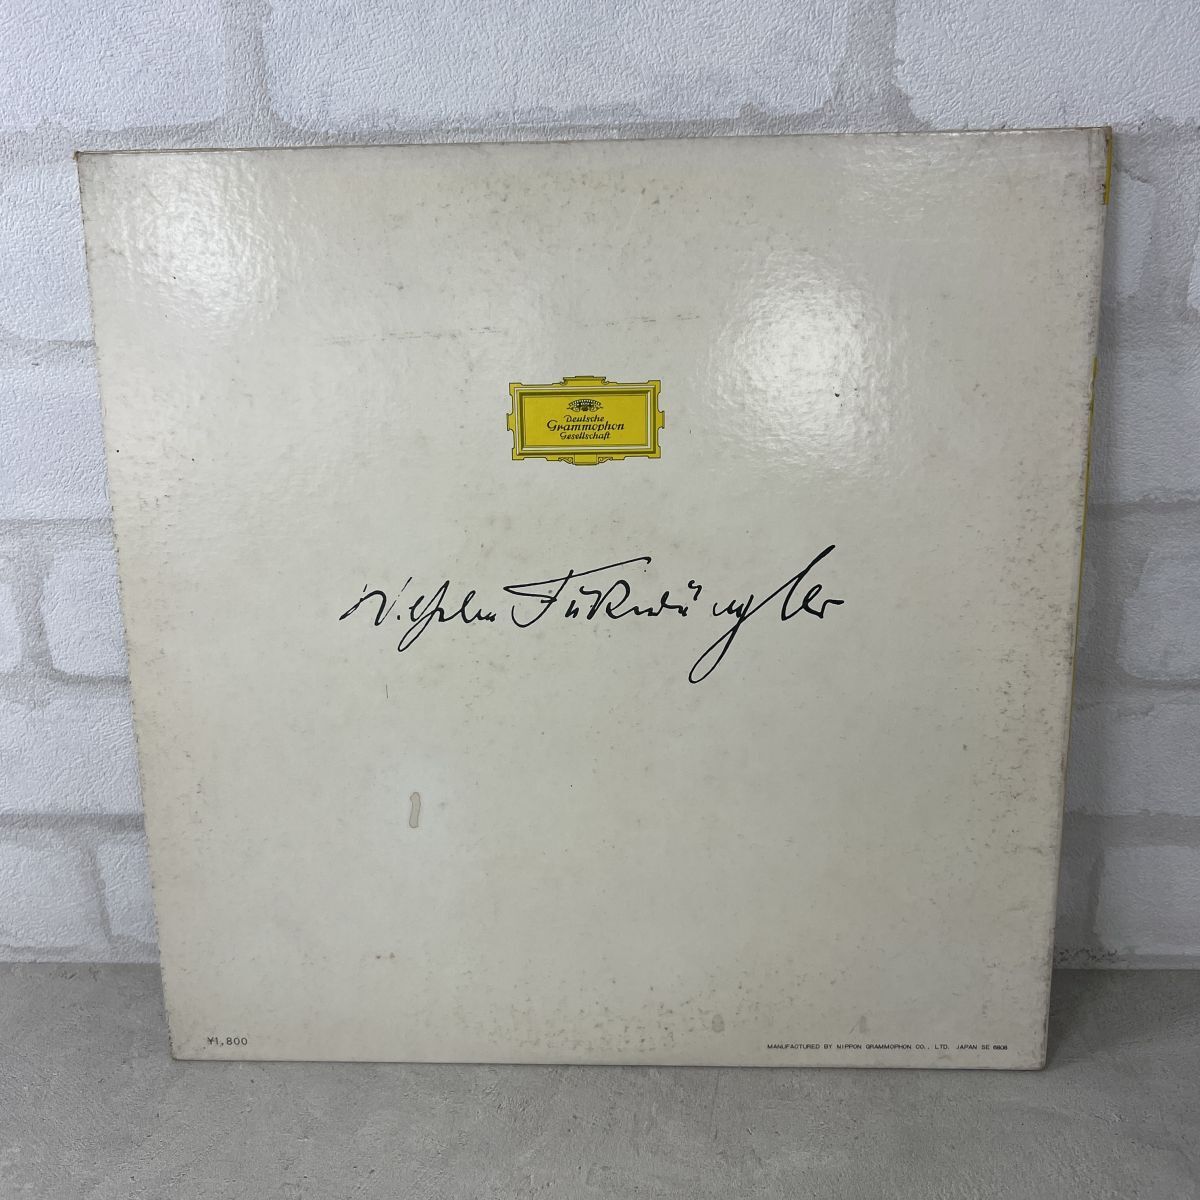 Deutsche
Grammophon
Gesellschaft
Wilhelm Furtwängler
¥1,800
MANUFACTURED BY NIPPON GRAMMOPHON CO., LTD. JAPAN SE 6808